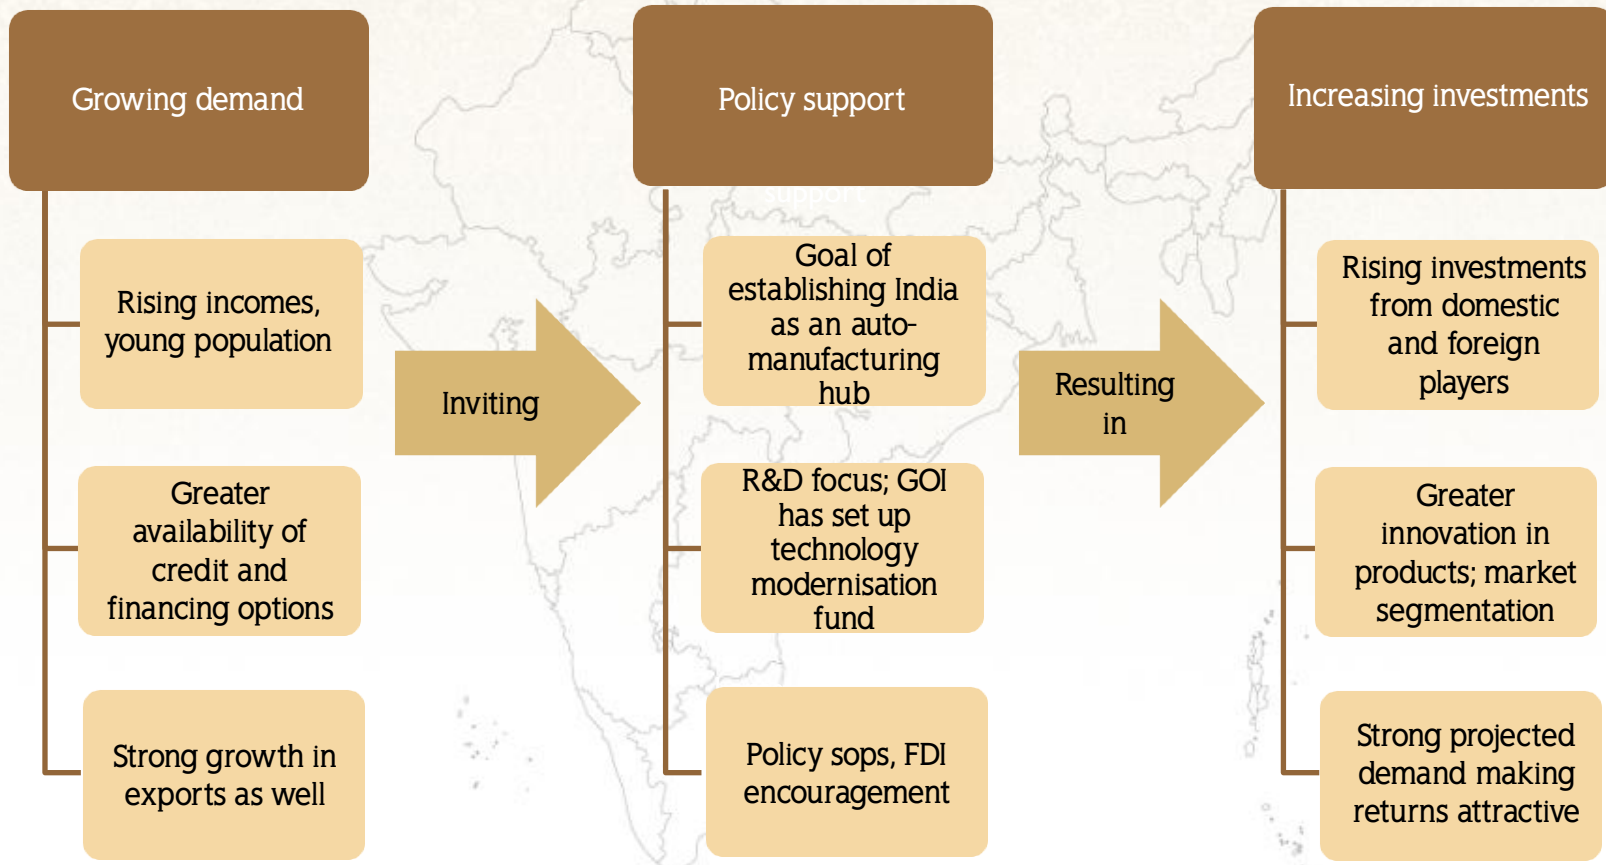 Growing demand
Rising incomes,
young population
Greater
availability of
credit and
financing options
Strong growth in
exports as well
Inviting
Policy support
support
Goal of
establishing India
as an auto-
manufacturing
hub
R&D focus; GOI
has set up
technology
modernisation
fund
Policy sops, FDI
encouragement
Resulting
in
Increasing investments
Rising investments
from domestic
and foreign
players
Greater
innovation in
products; market
segmentation
Strong projected
demand making
returns attractive